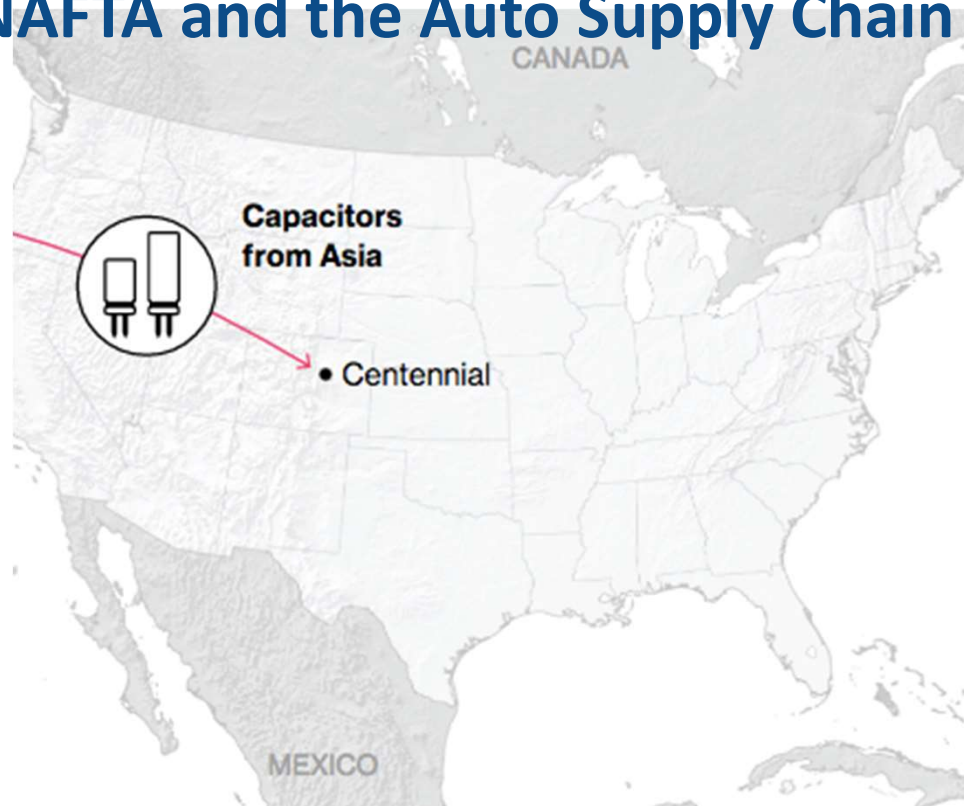 NAFTA and the Auto Supply Chain
CANADA
Capacitors
from Asia
Centennial
MEXICO